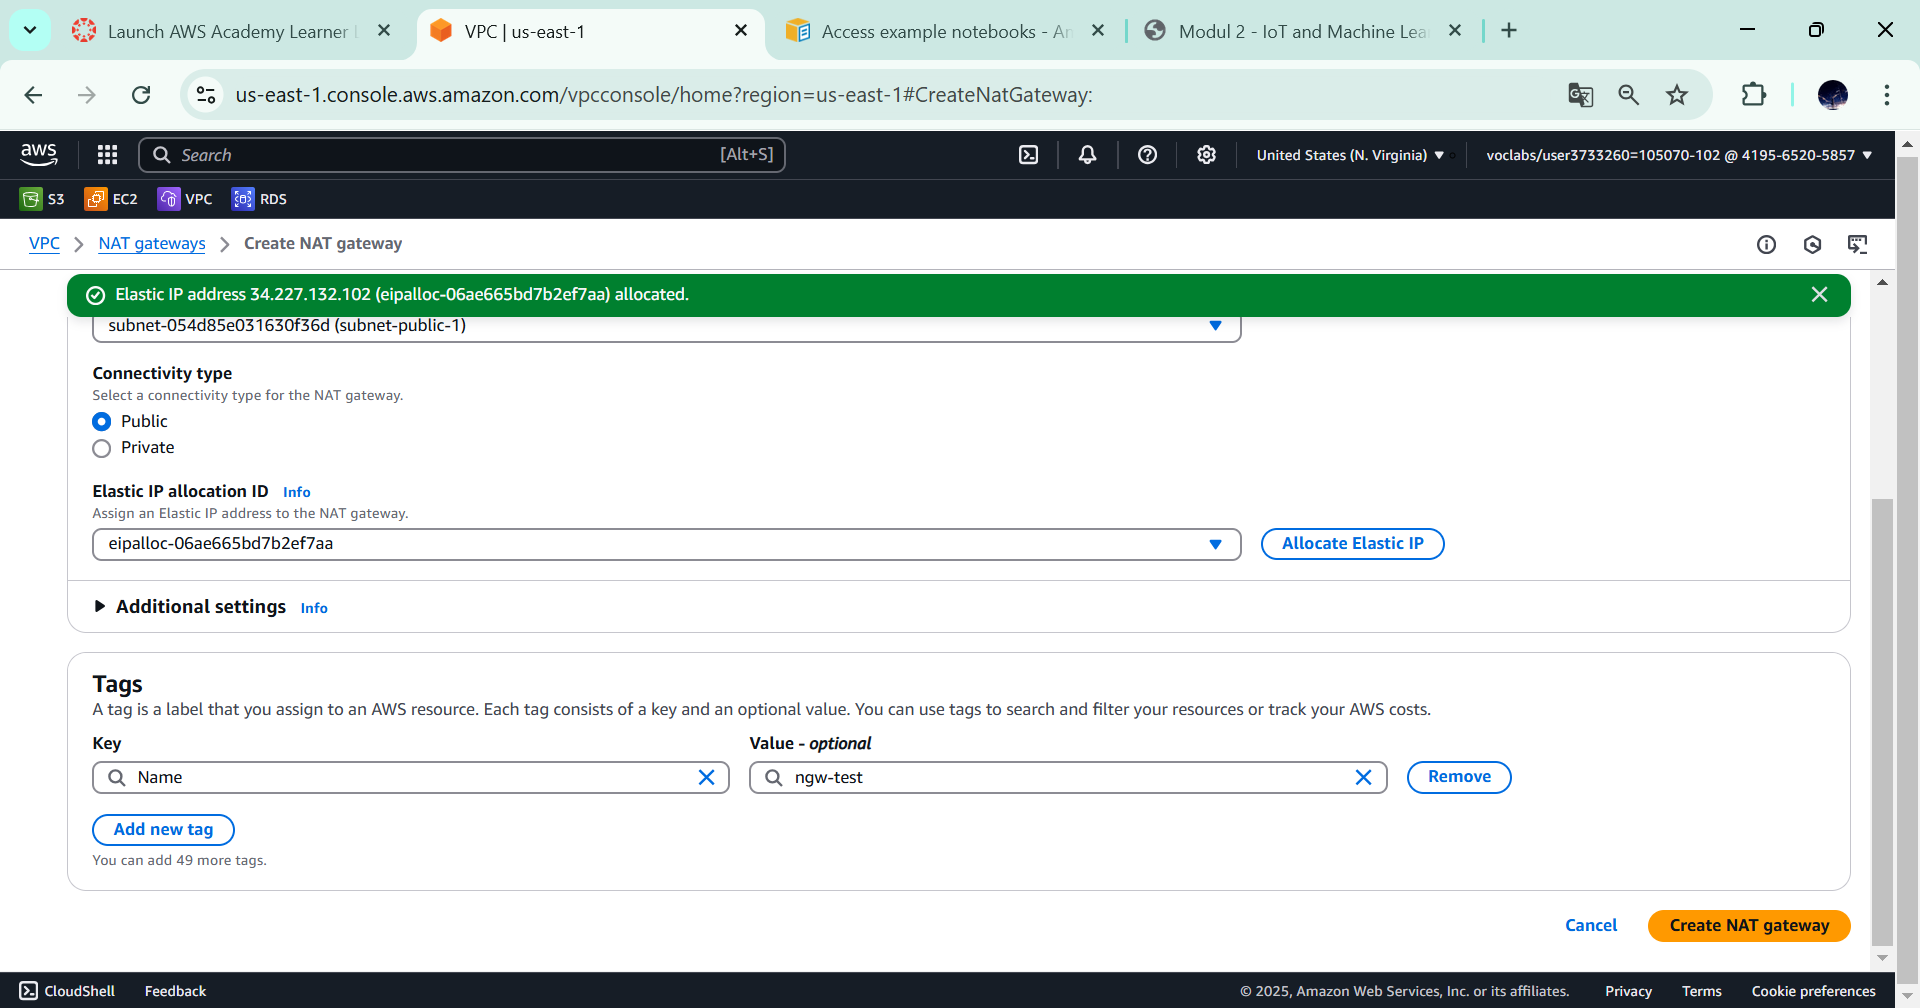 Launch AWS Academy Learner L
VPC | us-east-1
Access example notebooks - Am
Modul 2 - IoT and Machine Lear
us-east-1.console.aws.amazon.com/vpcconsole/home?region=us-east-1#CreateNatGateway:
aws
Search
[Alt+S]
United States (N. Virginia)
voclabs/user3733260=105070-102 @ 4195-6520-5857
S3
EC2
VPC
RDS
VPC
NAT gateways
Create NAT gateway
Elastic IP address 34.227.132.102 (eipalloc-06ae665bd7b2ef7aa) allocated.
subnet-054d85e031630f36d (subnet-public-1)
Connectivity type
Select a connectivity type for the NAT gateway.
Public
Private
Elastic IP allocation ID Info
Assign an Elastic IP address to the NAT gateway.
eipalloc-06ae665bd7b2ef7aa
Allocate Elastic IP
Additional settings Info
Tags
A tag is a label that you assign to an AWS resource. Each tag consists of a key and an optional value. You can use tags to search and filter your resources or track your AWS costs.
Key
Value - optional
Name
ngw-test
Remove
Add new tag
You can add 49 more tags.
Cancel
Create NAT gateway
CloudShell
Feedback
© 2025, Amazon Web Services, Inc. or its affiliates.
Privacy
Terms
Cookie preferences